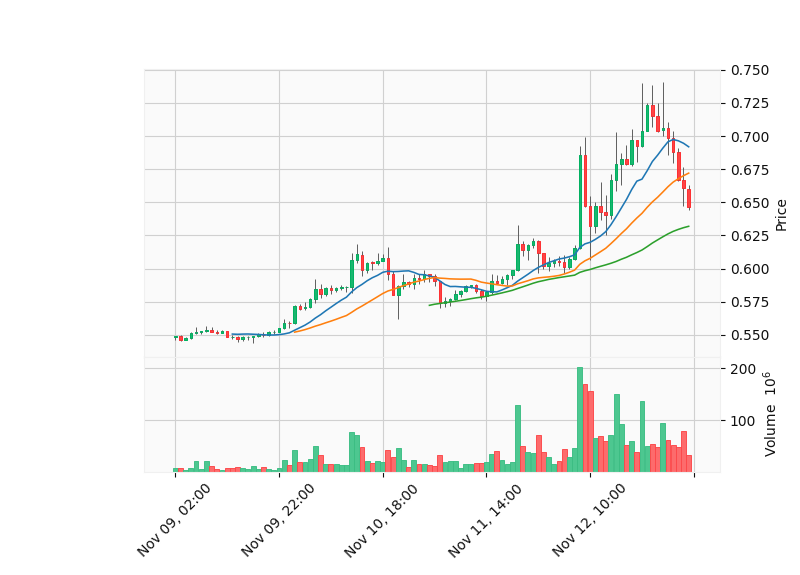 0.750
0.725
0.700
0.675
0.650
0.625
0.600
0.575
0.550
Price
200
100
Volume 10^6
Nov 09, 02:00
Nov 09, 22:00
Nov 10, 18:00
Nov 11, 14:00
Nov 12, 10:00